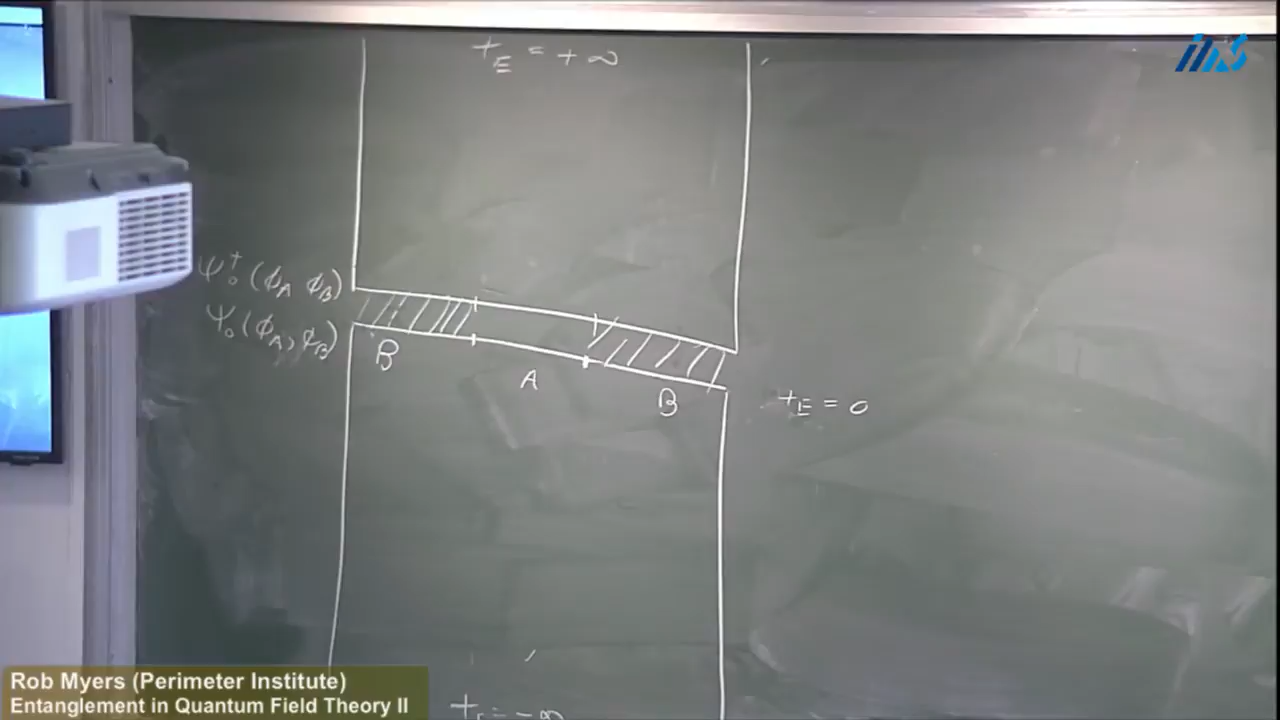 t_E = +∞
Ψ₀†(ϕ_A ϕ_B)
Ψ₀(ϕ_A, ϕ_B)
B
A
B
t_E = 0
t_E = -∞
Rob Myers (Perimeter Institute)
Entanglement in Quantum Field Theory II